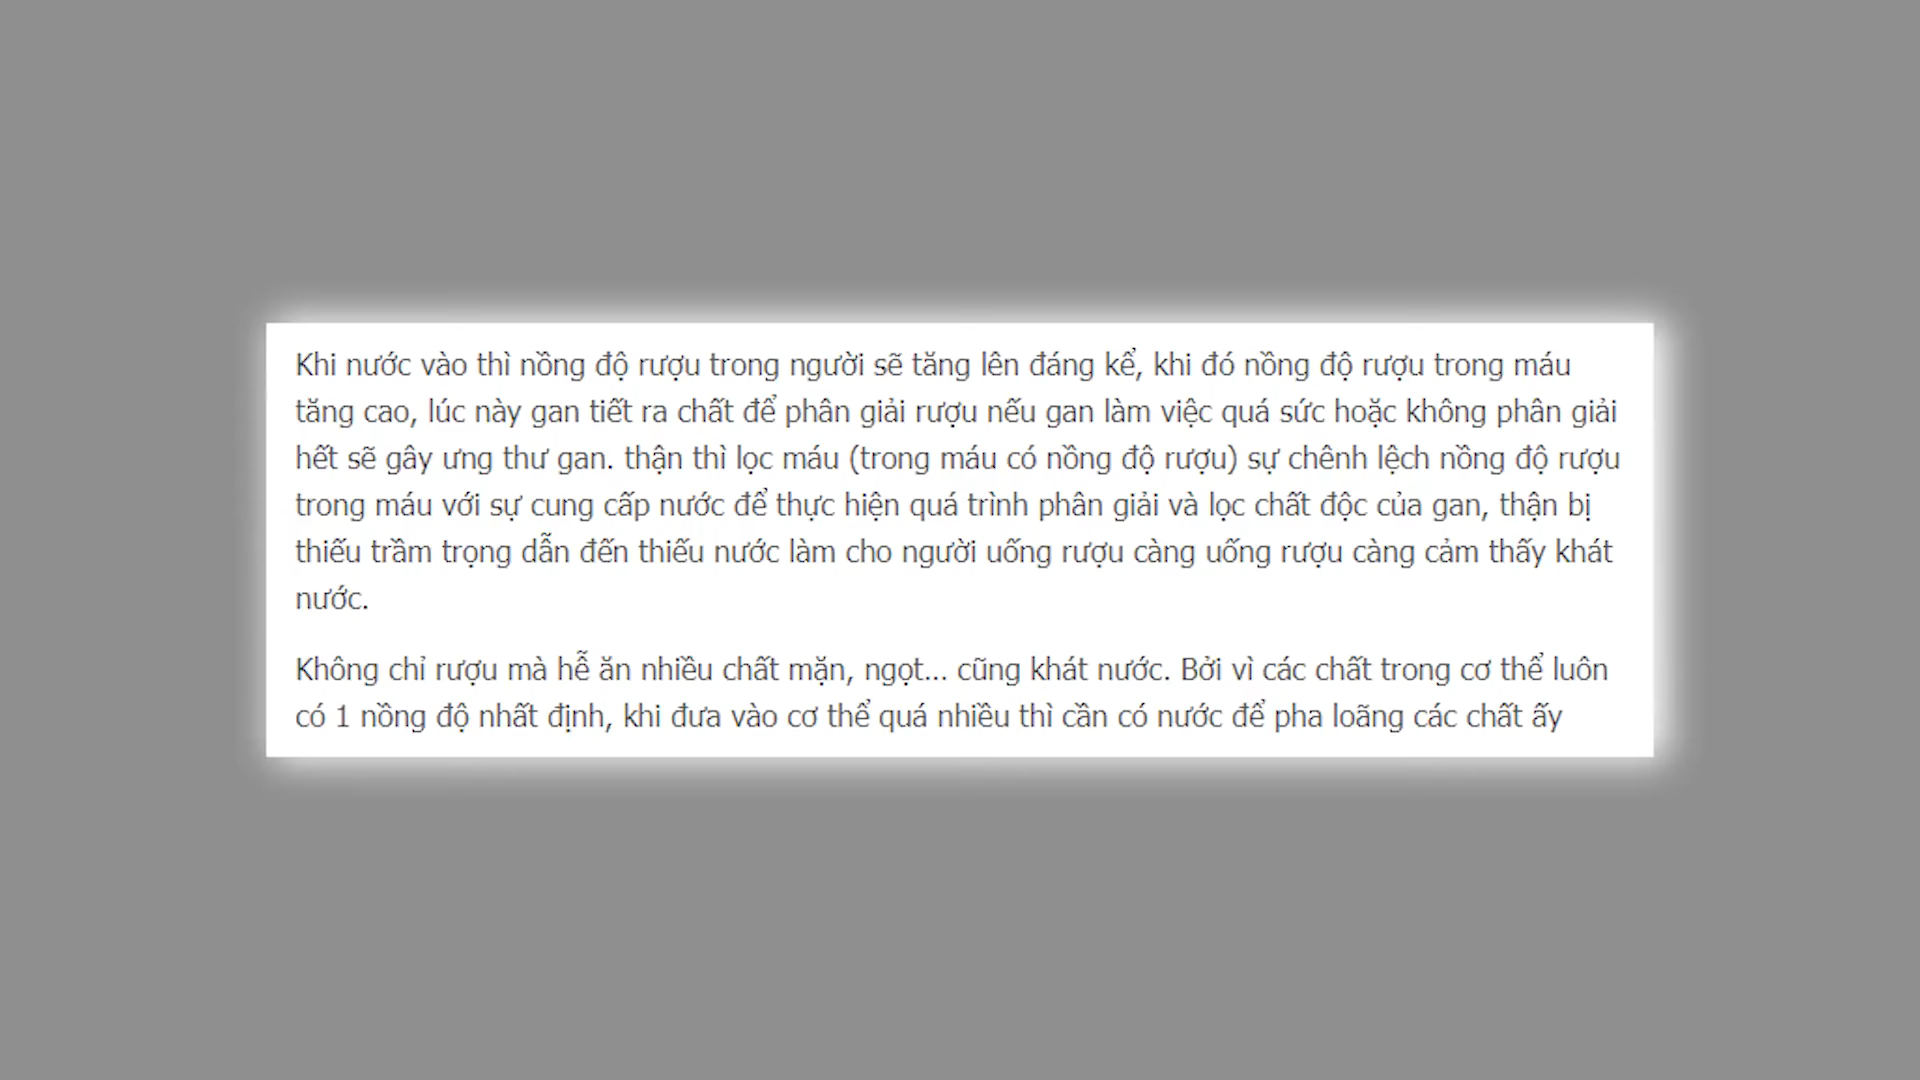 Khi nước vào thì nồng độ rượu trong người sẽ tăng lên đáng kể, khi đó nồng độ rượu trong máu
tăng cao, lúc này gan tiết ra chất để phân giải rượu nếu gan làm việc quá sức hoặc không phân giải
hết sẽ gây ưng thư gan. thận thì lọc máu (trong máu có nồng độ rượu) sự chênh lệch nồng độ rượu
trong máu với sự cung cấp nước để thực hiện quá trình phân giải và lọc chất độc của gan, thận bị
thiếu trầm trọng dẫn đến thiếu nước làm cho người uống rượu càng uống rượu càng cảm thấy khát
nước.
Không chỉ rượu mà hễ ăn nhiều chất mặn, ngọt... cũng khát nước. Bởi vì các chất trong cơ thể luôn
có 1 nồng độ nhất định, khi đưa vào cơ thể quá nhiều thì cần có nước để pha loãng các chất ấy